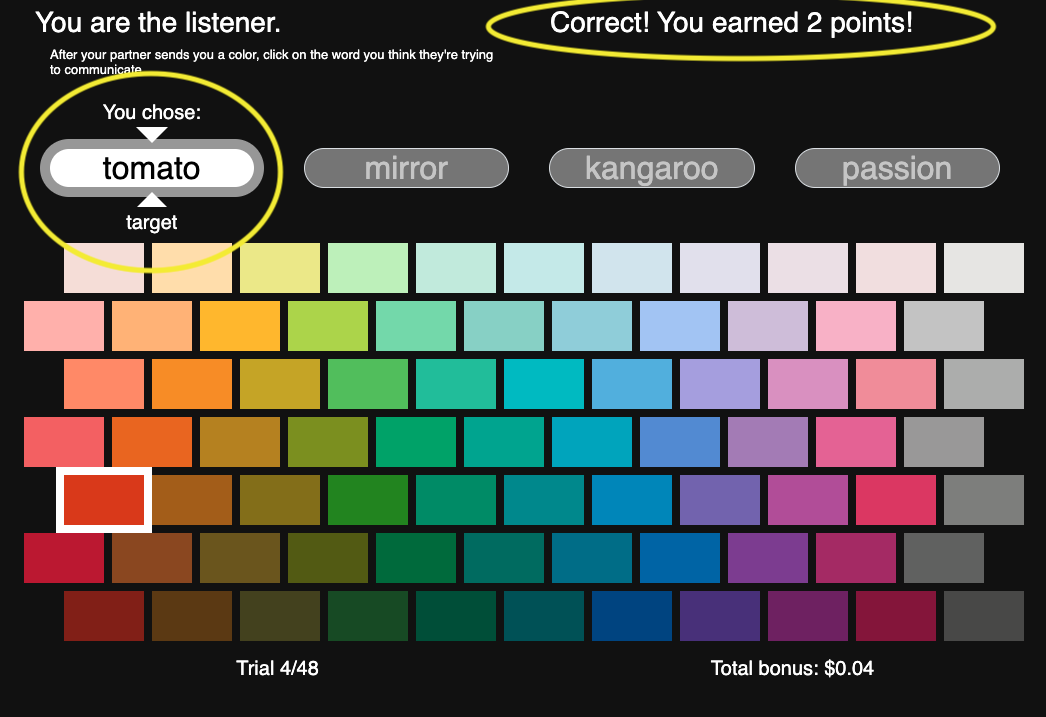 You are the listener.
Correct! You earned 2 points!
After your partner sends you a color, click on the word you think they're trying
to communicate
You chose:
tomato
mirror
kangaroo
passion
target
Trial 4/48
Total bonus: $0.04